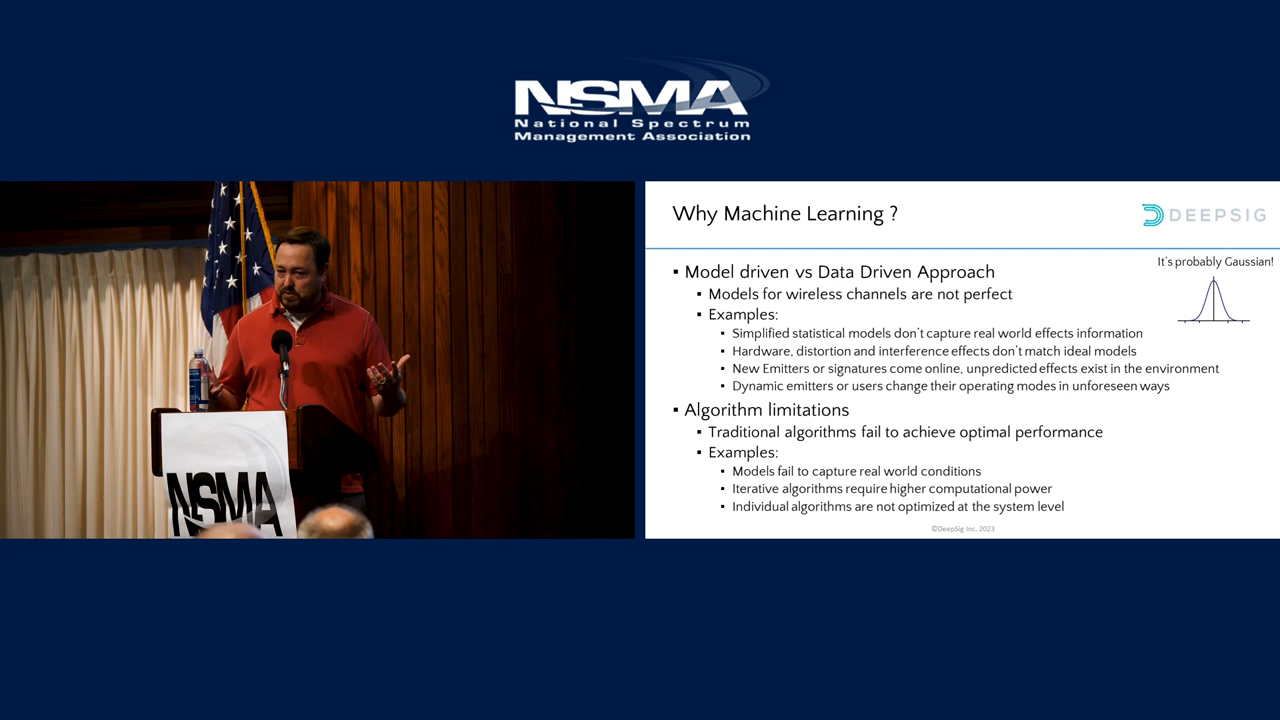 NSMA
National Spectrum
Management Association
NSMA
Why Machine Learning ?
DEEPSIG
It's probably Gaussian!
▪ Model driven vs Data Driven Approach
▪ Models for wireless channels are not perfect
▪ Examples:
▪ Simplified statistical models don't capture real world effects information
▪ Hardware, distortion and interference effects don't match ideal models
▪ New Emitters or signatures come online, unpredicted effects exist in the environment
▪ Dynamic emitters or users change their operating modes in unforeseen ways
▪ Algorithm limitations
▪ Traditional algorithms fail to achieve optimal performance
▪ Examples:
▪ Models fail to capture real world conditions
▪ Iterative algorithms require higher computational power
▪ Individual algorithms are not optimized at the system level
©DeepSig Inc. 2023